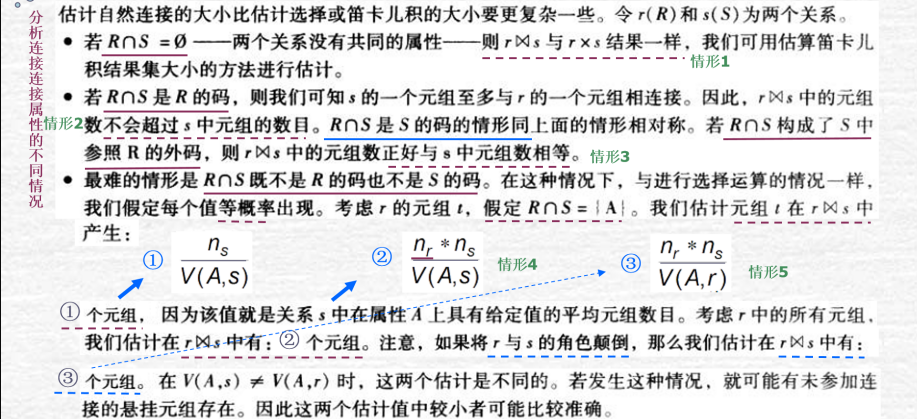 估计自然连接的大小比估计选择或笛卡儿积的大小要更复杂一些。令 r(R)和 s(S)为两个关系。
分析连接连接属性的不同情况
● 若 R∩S =Ø ——两个关系没有共同的属性——则 r⋈s 与 r×s 结果一样，我们可用估算笛卡儿
积结果集大小的方法进行估计。
情形1
● 若 R∩S 是 R 的码，则我们可知 s 的一个元组至多与 r 的一个元组相连接。因此，r⋈s 中的元组
情形2
数不会超过 s 中元组的数目。R∩S 是 S 的码的情形同上面的情形相对称。若 R∩S 构成了 S 中
参照 R 的外码，则 r⋈s 中的元组数正好与 s 中元组数相等。
情形3
● 最难的情形是 R∩S 既不是 R 的码也不是 S 的码。在这种情况下，与进行选择运算的情况一样，
我们假定每个值等概率出现。考虑 r 的元组 t，假定 R∩S = {A}。我们估计元组 t 在 r⋈s 中
产生：
① n_s / V(A,s)
② n_r * n_s / V(A,s) 情形4
③ n_r * n_s / V(A,r) 情形5
① 个元组，因为该值就是关系 s 中在属性 A 上具有给定值的平均元组数目。考虑 r 中的所有元组，
我们估计在 r⋈s 中有：② 个元组。注意，如果将 r 与 s 的角色颠倒，那么我们估计在 r⋈s 中有：
③ 个元组。在 V(A,s) ≠ V(A,r) 时，这两个估计是不同的。若发生这种情况，就可能有未参加连
接的悬挂元组存在。因此这两个估计值中较小者可能比较准确。